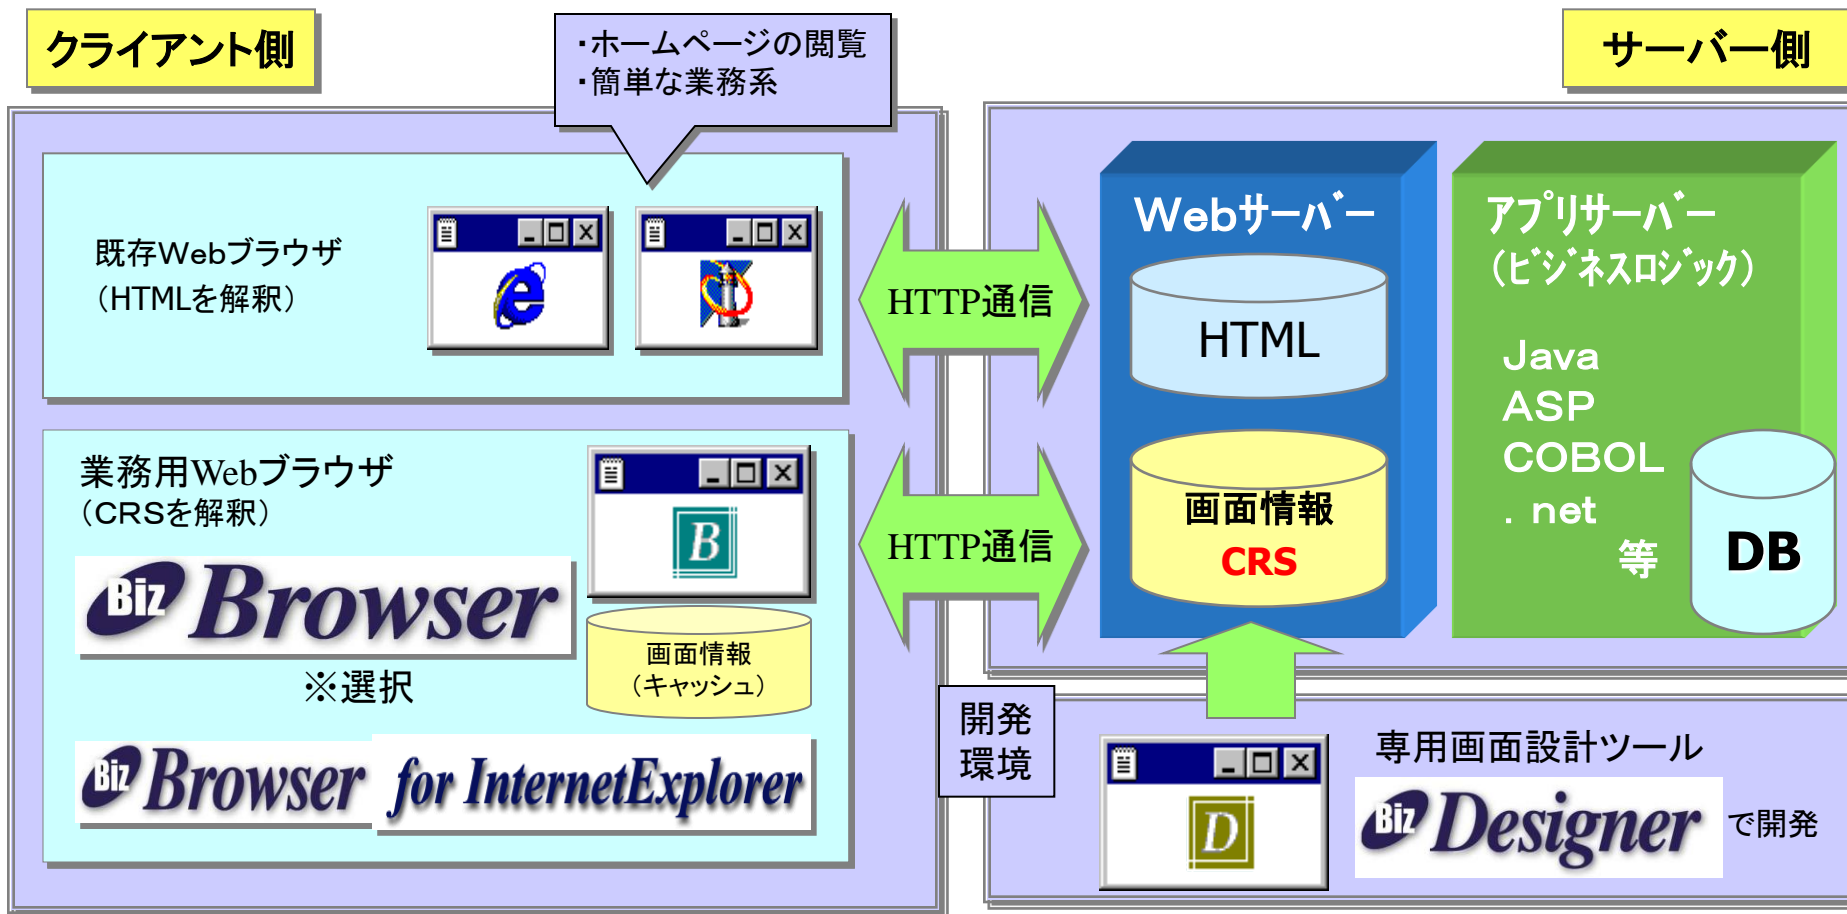 クライアント側
・ホームページの閲覧
・簡単な業務系
サーバー側
既存Webブラウザ
（HTMLを解釈）
HTTP通信
Webサーバー
HTML
アプリサーバー
（ビジネスロジック）
Java
ASP
COBOL
．net
等
DB
業務用Webブラウザ
（CRSを解釈）
B
Biz Browser
※選択
画面情報
（キャッシュ）
Biz Browser for InternetExplorer
HTTP通信
画面情報
CRS
開発
環境
D
専用画面設計ツール
Biz Designer で開発